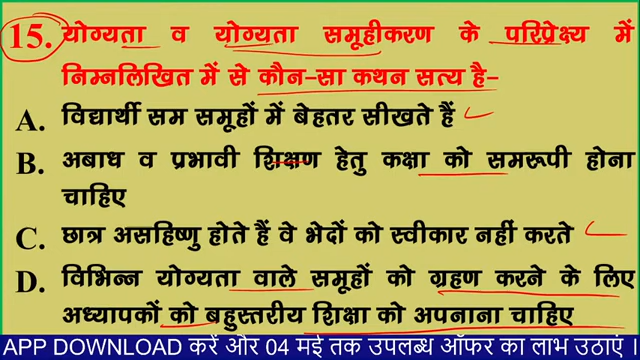 15. योग्यता व योग्यता समूहीकरण के परिप्रेक्ष्य में
निम्नलिखित में से कौन-सा कथन सत्य है-
A. विद्यार्थी सम समूहों में बेहतर सीखते हैं
B. अबाध व प्रभावी शिक्षण हेतु कक्षा को समरूपी होना
चाहिए
C. छात्र असहिष्णु होते हैं वे भेदों को स्वीकार नहीं करते
D. विभिन्न योग्यता वाले समूहों को ग्रहण करने के लिए
अध्यापकों को बहुस्तरीय शिक्षा को अपनाना चाहिए
APP DOWNLOAD करें और 04 मई तक उपलब्ध ऑफर का लाभ उठाएं